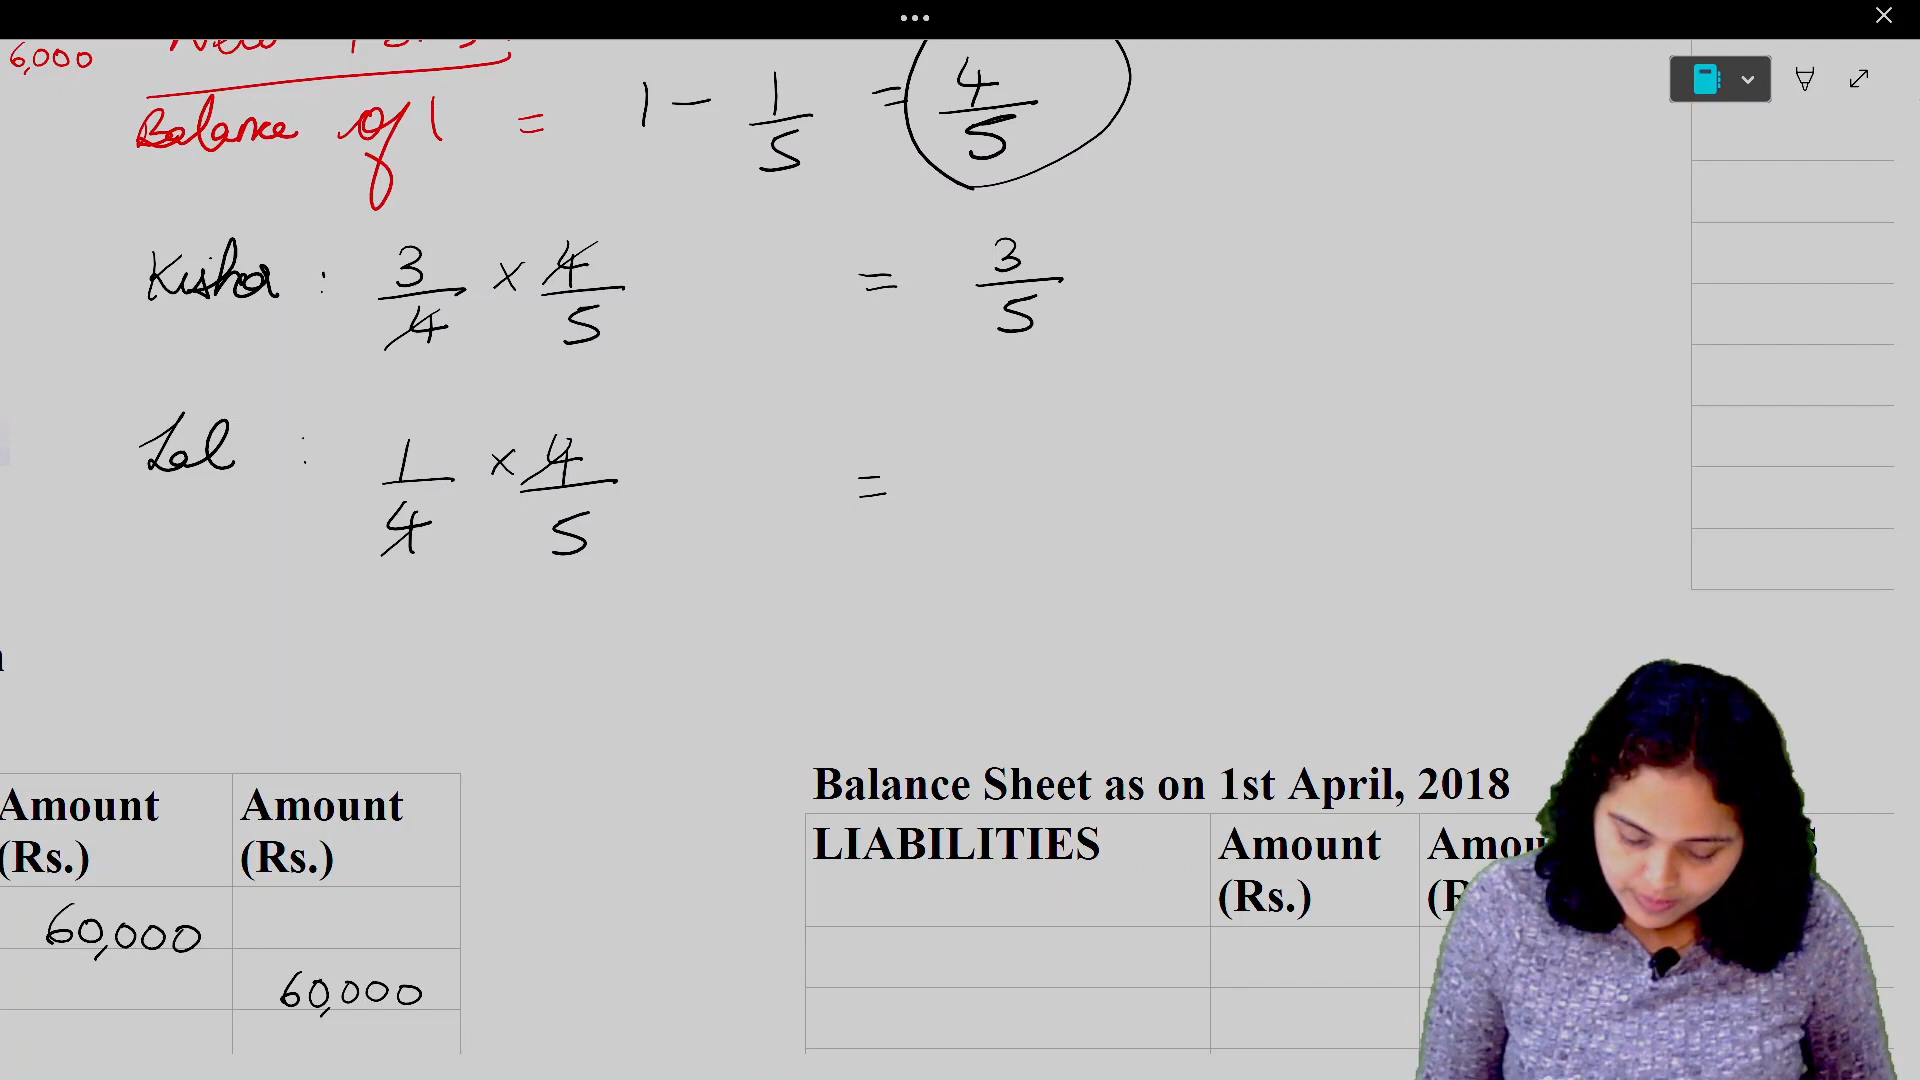 6,000
Balance of 1 = 1 - 1/5 = 4/5
Kishor : 3/4 × 4/5 = 3/5
Lal : 1/4 × 4/5 =
Balance Sheet as on 1st April, 2018
Amount (Rs.) Amount (Rs.)
LIABILITIES Amount (Rs.)
60,000
60,000